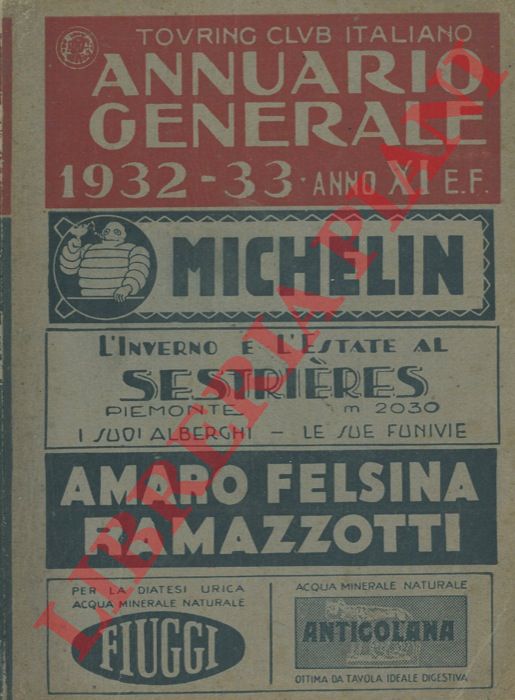 TOVRING CLVB ITALIANO
ANNUARIO
GENERALE
1932-33·ANNO XI E.F.
MICHELIN
L'INVERNO E L'ESTATE AL
SESTRIÈRES
PIEMONTE m 2030
I SUOI ALBERGHI – LE SUE FUNIVIE
AMARO FELSINA
RAMAZZOTTI
PER LA DIATESI URICA
ACQUA MINERALE NATURALE
FIUGGI
ACQUA MINERALE NATURALE
ANTICOLANA
OTTIMA DA TAVOLA IDEALE DIGESTIVA
LIBRERIA PIANI